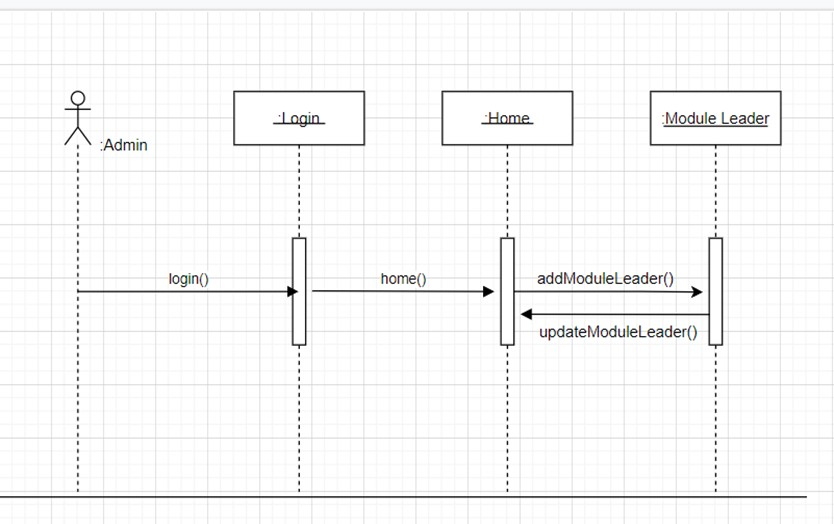 :Admin
:Login
:Home
:Module Leader
login()
home()
addModuleLeader()
updateModuleLeader()